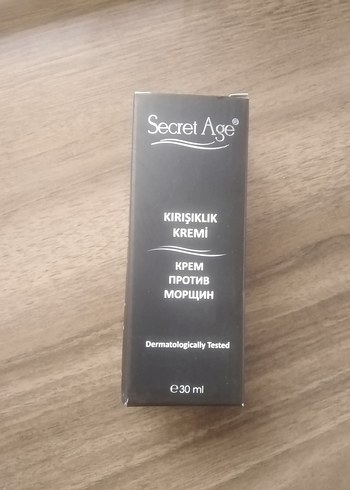 Secret Age®
KIRIŞIKLIK
KREMİ
КРЕМ
ПРОТИВ
МОРЩИН
Dermatologically Tested
℮30 ml